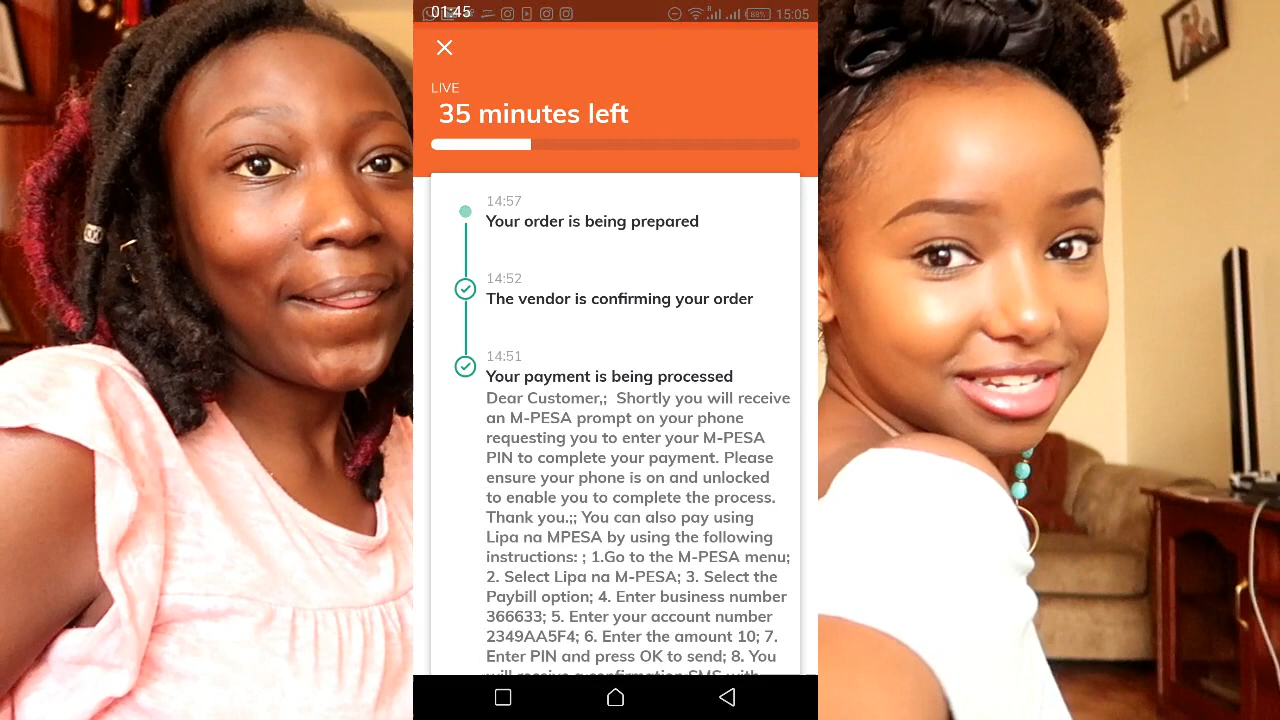 01:45
88%
15:05
LIVE
35 minutes left
14:57
Your order is being prepared
14:52
The vendor is confirming your order
14:51
Your payment is being processed
Dear Customer,;  Shortly you will receive
an M-PESA prompt on your phone
requesting you to enter your M-PESA
PIN to complete your payment. Please
ensure your phone is on and unlocked
to enable you to complete the process.
Thank you.;; You can also pay using
Lipa na MPESA by using the following
instructions: ; 1.Go to the M-PESA menu;
2. Select Lipa na M-PESA; 3. Select the
Paybill option; 4. Enter business number
366633; 5. Enter your account number
2349AA5F4; 6. Enter the amount 10; 7.
Enter PIN and press OK to send; 8. You
will receive a confirmation SMS with